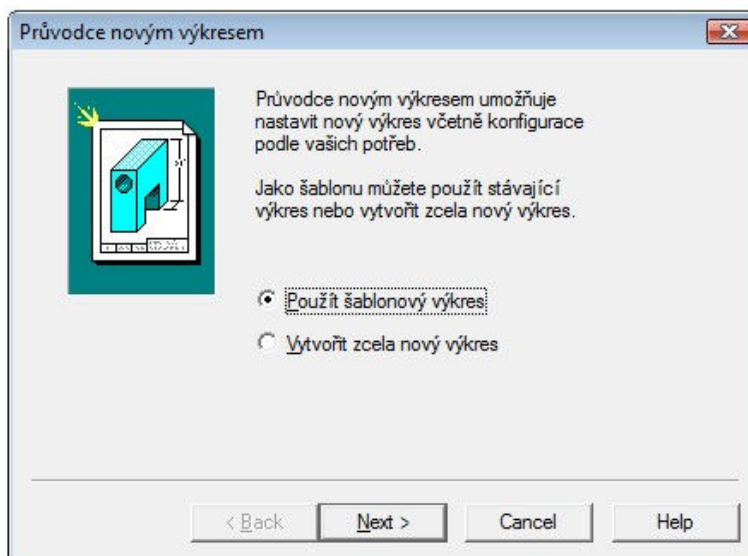 Průvodce novým výkresem
Průvodce novým výkresem umožňuje
nastavit nový výkres včetně konfigurace
podle vašich potřeb.
Jako šablonu můžete použít stávající
výkres nebo vytvořit zcela nový výkres.
Použít šablonový výkres
Vytvořit zcela nový výkres
< Back
Next >
Cancel
Help